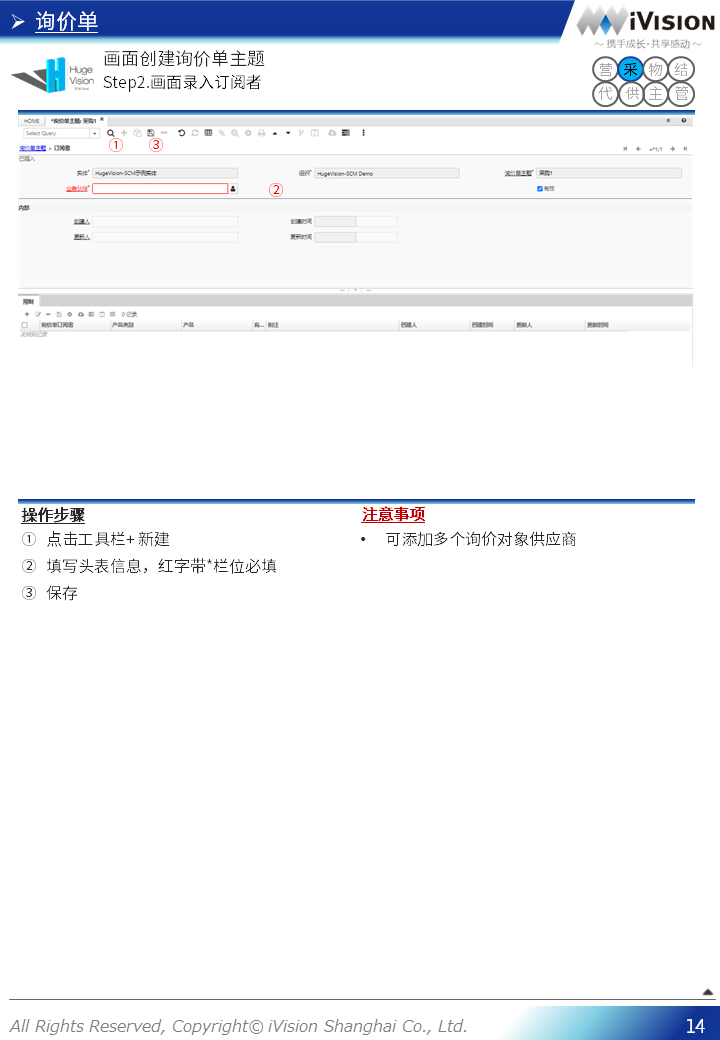 ➢ 询价单
iVision
～ 携手成长·共享感动 ～
Huge
Vision
画面创建询价单主题
Step2.画面录入订阅者
营 采 物 结
代 供 主 管
HOME *询价单主题: 采购1 ×
Select Query
① ③
询价单主题 › 订阅者
*1/1
已插入
实体* HugeVision-SCM示例实体 组织* HugeVision-SCM Demo 询价单主题* 采购1
业务伙伴* ② 有效
内部
创建人 创建时间
更新人 更新时间
限制
0 记录
询价单订阅者 产品类别 产品 有... 附注 创建人 创建时间 更新人 更新时间
操作步骤
① 点击工具栏+ 新建
② 填写头表信息，红字带*栏位必填
③ 保存
注意事项
• 可添加多个询价对象供应商
All Rights Reserved, Copyright© iVision Shanghai Co., Ltd.
14